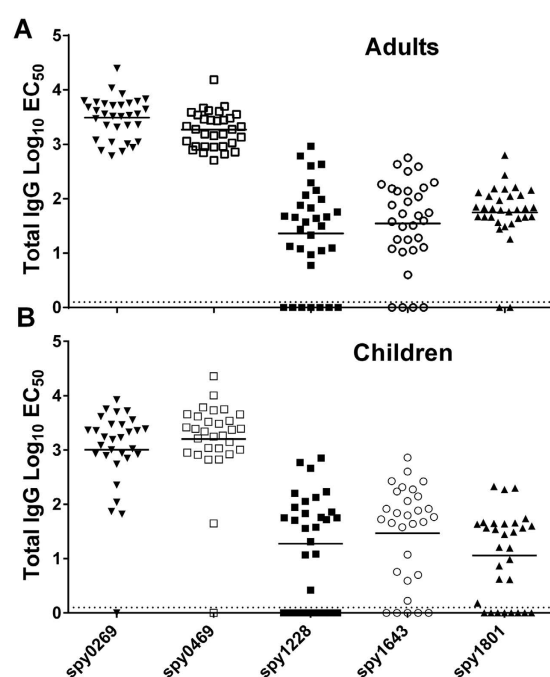 A
Adults
Total IgG Log10 EC50
5
4
3
2
1
0
B
Children
Total IgG Log10 EC50
5
4
3
2
1
0
spy0269
spy0469
spy1228
spy1643
spy1801